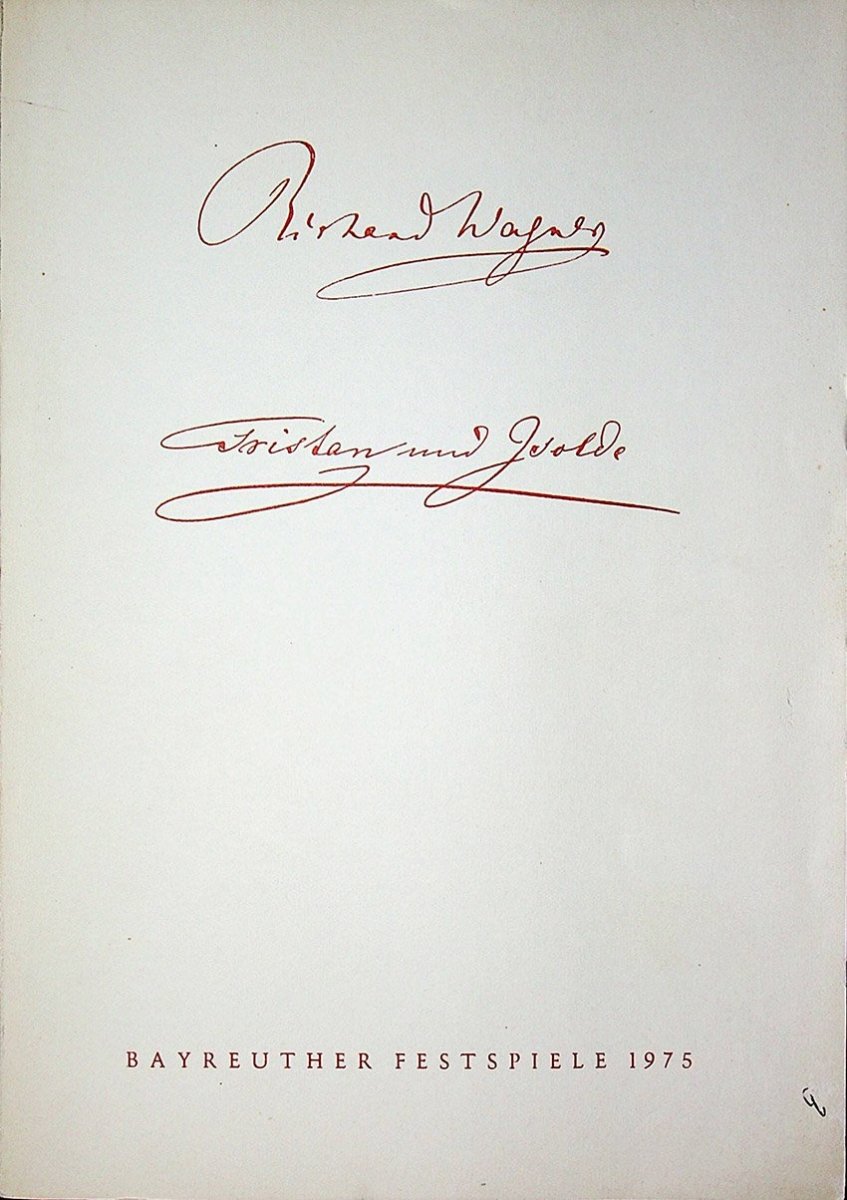 Richard Wagner
Tristan und Isolde
BAYREUTHER FESTSPIELE 1975